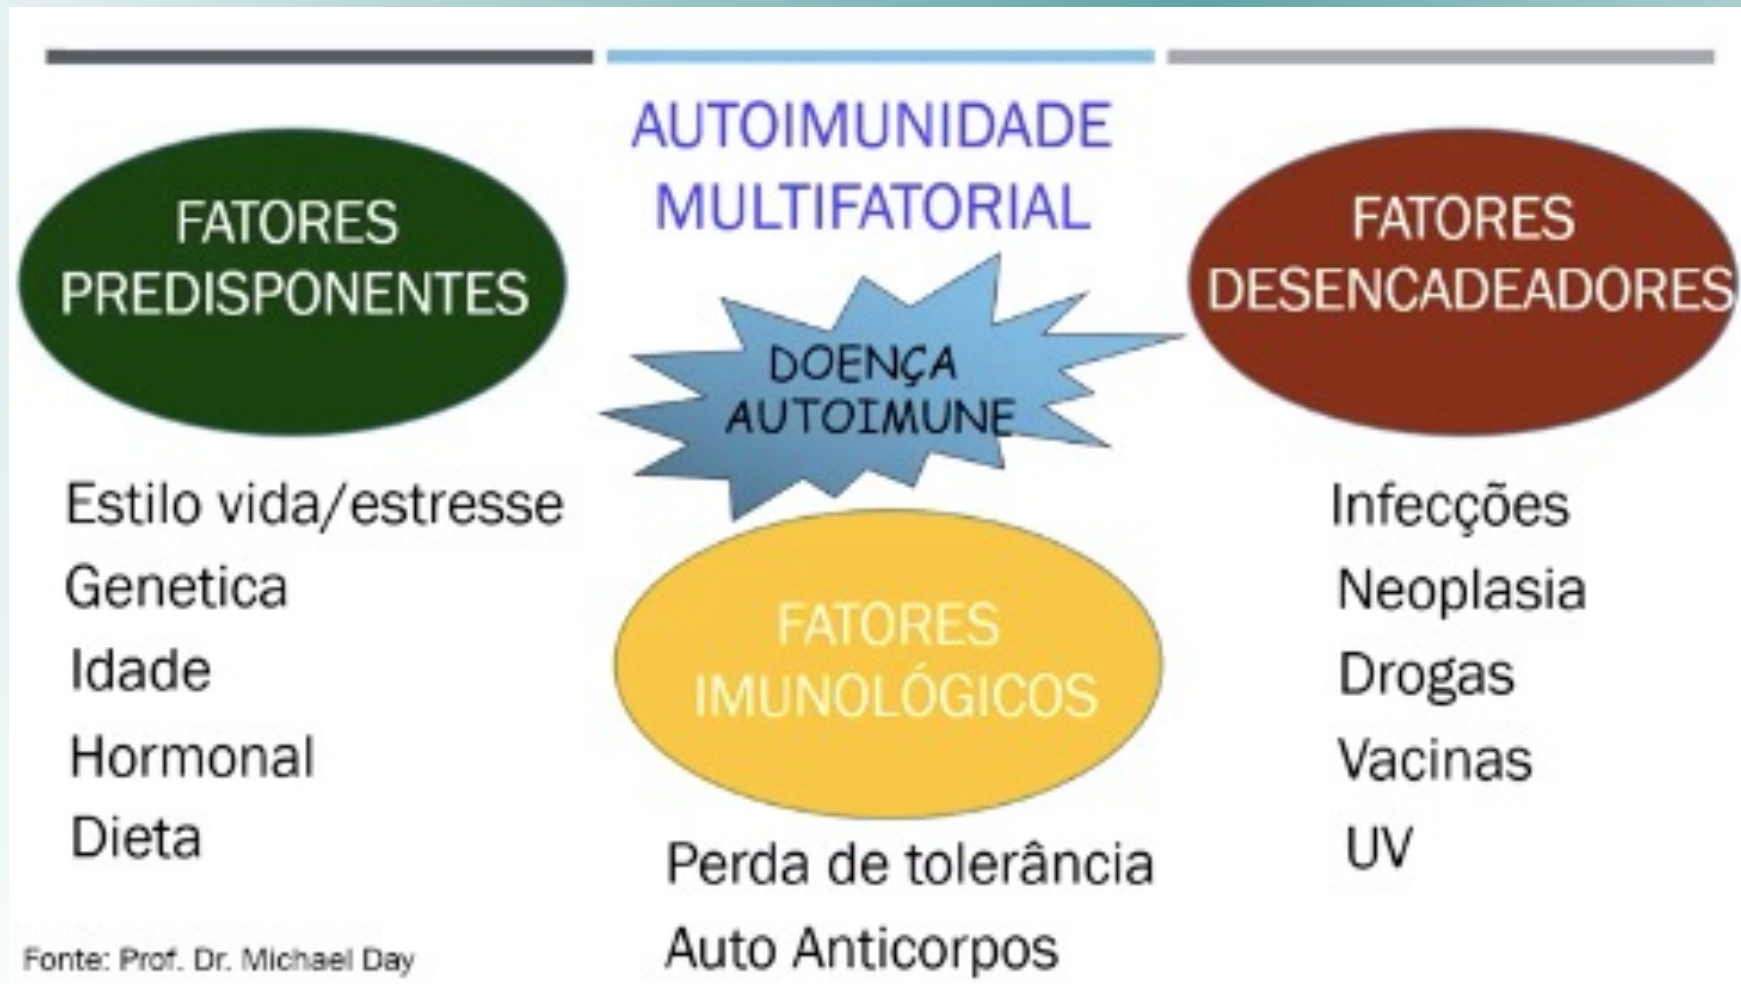 AUTOIMUNIDADE
MULTIFATORIAL
FATORES
PREDISPONENTES
Estilo vida/estresse
Genetica
Idade
Hormonal
Dieta
DOENÇA
AUTOIMUNE
FATORES
IMUNOLÓGICOS
Perda de tolerância
Auto Anticorpos
FATORES
DESENCADEADORES
Infecções
Neoplasia
Drogas
Vacinas
UV
Fonte: Prof. Dr. Michael Day